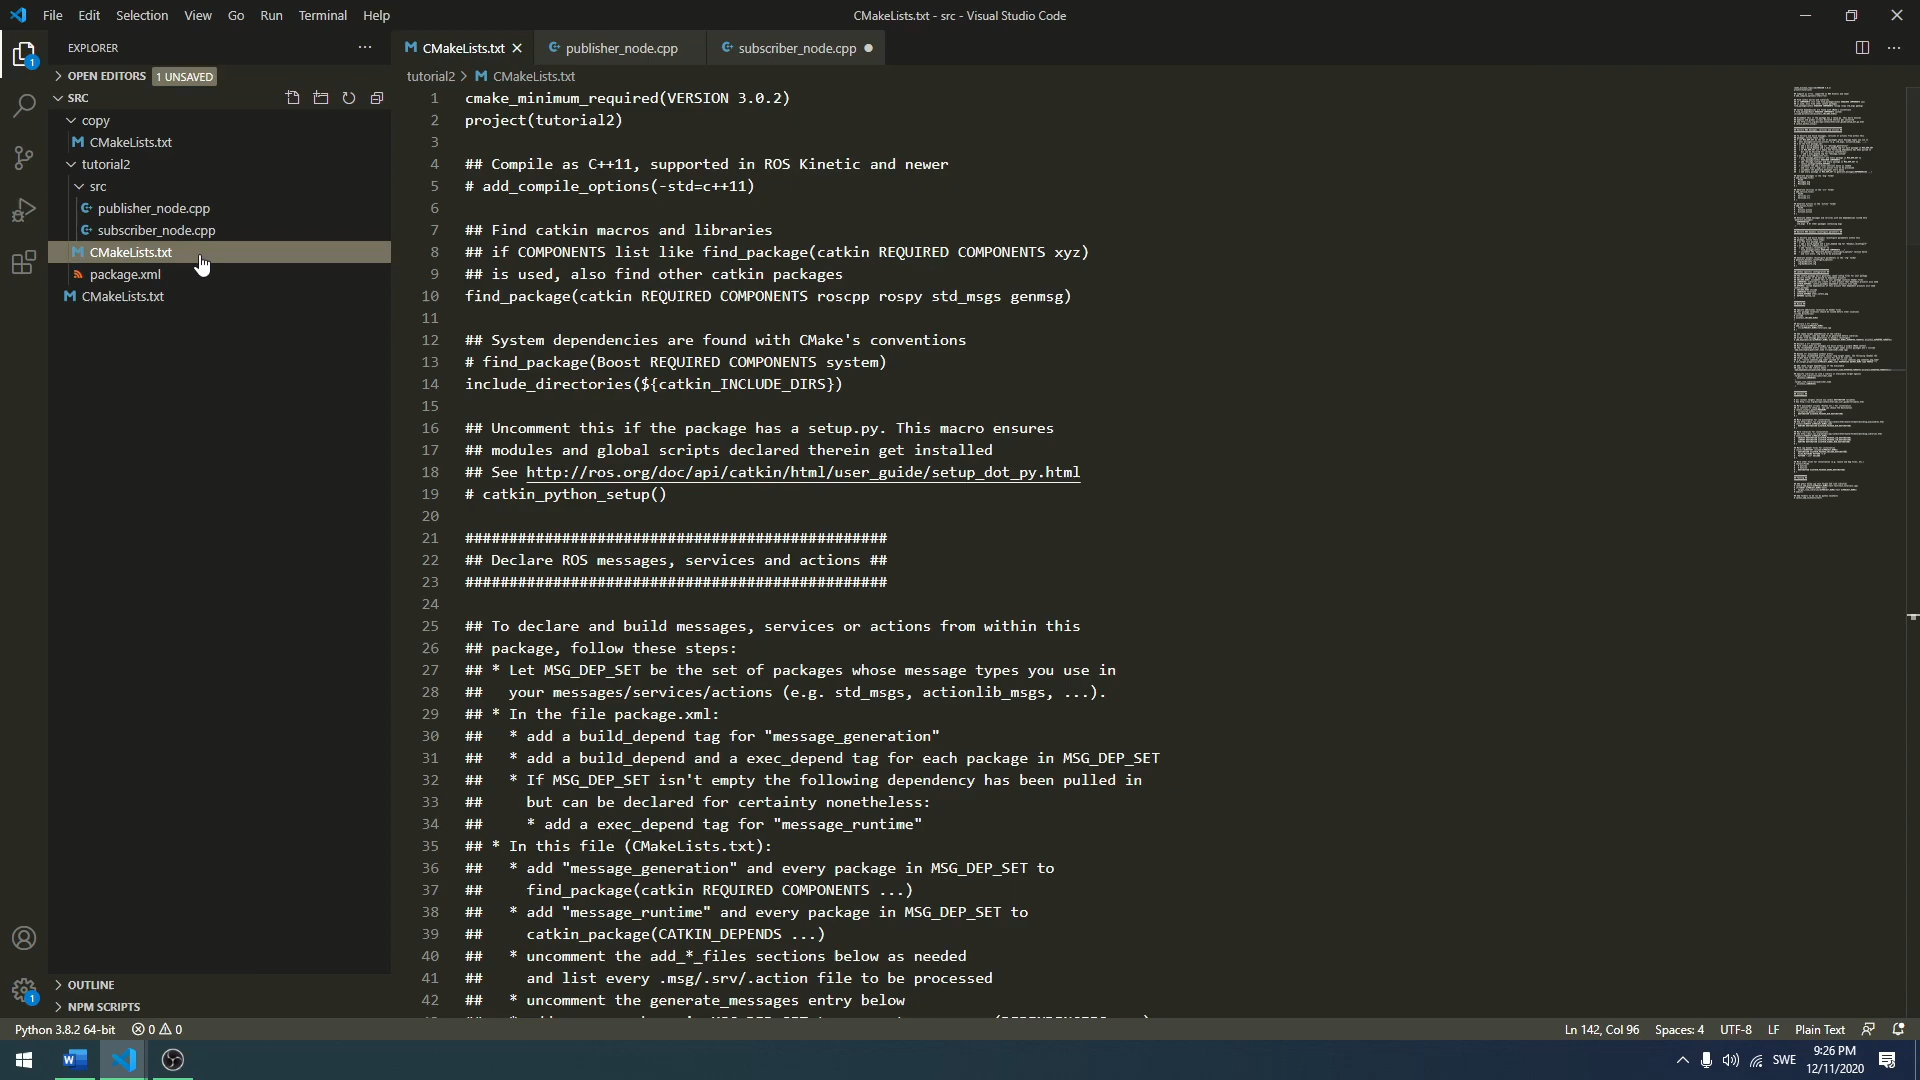 File Edit Selection View Go Run Terminal Help
CMakeLists.txt - src - Visual Studio Code
EXPLORER
OPEN EDITORS 1 UNSAVED
SRC
copy
CMakeLists.txt
tutorial2
src
publisher_node.cpp
subscriber_node.cpp
CMakeLists.txt
package.xml
CMakeLists.txt
OUTLINE
NPM SCRIPTS
CMakeLists.txt publisher_node.cpp subscriber_node.cpp
tutorial2 > CMakeLists.txt
1 cmake_minimum_required(VERSION 3.0.2)
2 project(tutorial2)
3
4 ## Compile as C++11, supported in ROS Kinetic and newer
5 # add_compile_options(-std=c++11)
6
7 ## Find catkin macros and libraries
8 ## if COMPONENTS list like find_package(catkin REQUIRED COMPONENTS xyz)
9 ## is used, also find other catkin packages
10 find_package(catkin REQUIRED COMPONENTS roscpp rospy std_msgs genmsg)
11
12 ## System dependencies are found with CMake's conventions
13 # find_package(Boost REQUIRED COMPONENTS system)
14 include_directories(${catkin_INCLUDE_DIRS})
15
16 ## Uncomment this if the package has a setup.py. This macro ensures
17 ## modules and global scripts declared therein get installed
18 ## See http://ros.org/doc/api/catkin/html/user_guide/setup_dot_py.html
19 # catkin_python_setup()
20
21 ################################################
22 ## Declare ROS messages, services and actions ##
23 ################################################
24
25 ## To declare and build messages, services or actions from within this
26 ## package, follow these steps:
27 ## * Let MSG_DEP_SET be the set of packages whose message types you use in
28 ##   your messages/services/actions (e.g. std_msgs, actionlib_msgs, ...).
29 ## * In the file package.xml:
30 ##   * add a build_depend tag for "message_generation"
31 ##   * add a build_depend and a exec_depend tag for each package in MSG_DEP_SET
32 ##   * If MSG_DEP_SET isn't empty the following dependency has been pulled in
33 ##     but can be declared for certainty nonetheless:
34 ##     * add a exec_depend tag for "message_runtime"
35 ## * In this file (CMakeLists.txt):
36 ##   * add "message_generation" and every package in MSG_DEP_SET to
37 ##     find_package(catkin REQUIRED COMPONENTS ...)
38 ##   * add "message_runtime" and every package in MSG_DEP_SET to
39 ##     catkin_package(CATKIN_DEPENDS ...)
40 ##   * uncomment the add_*_files sections below as needed
41 ##     and list every .msg/.srv/.action file to be processed
42 ##   * uncomment the generate_messages entry below
Python 3.8.2 64-bit 0 0
Ln 142, Col 96 Spaces: 4 UTF-8 LF Plain Text
SWE
9:26 PM
12/11/2020